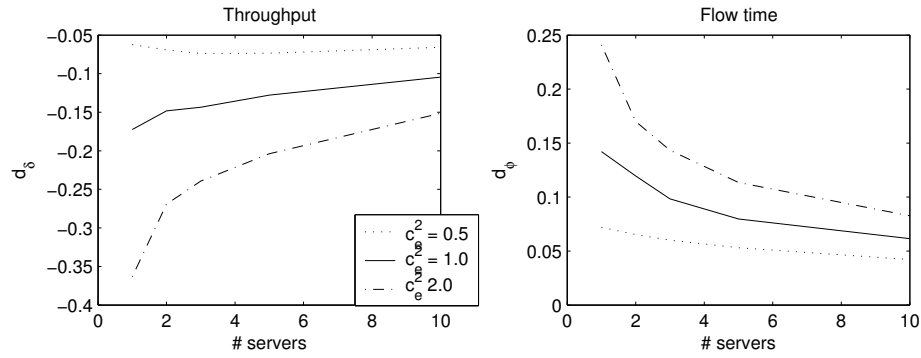 Throughput
−0.05
−0.1
−0.15
−0.2
−0.25
−0.3
−0.35
−0.4
0 2 4 6 8 10
# servers
d_δ
c_e^2 = 0.5
c_e^2 = 1.0
c_e^2 2.0
Flow time
0.25
0.2
0.15
0.1
0.05
0
0 2 4 6 8 10
# servers
d_ϕ